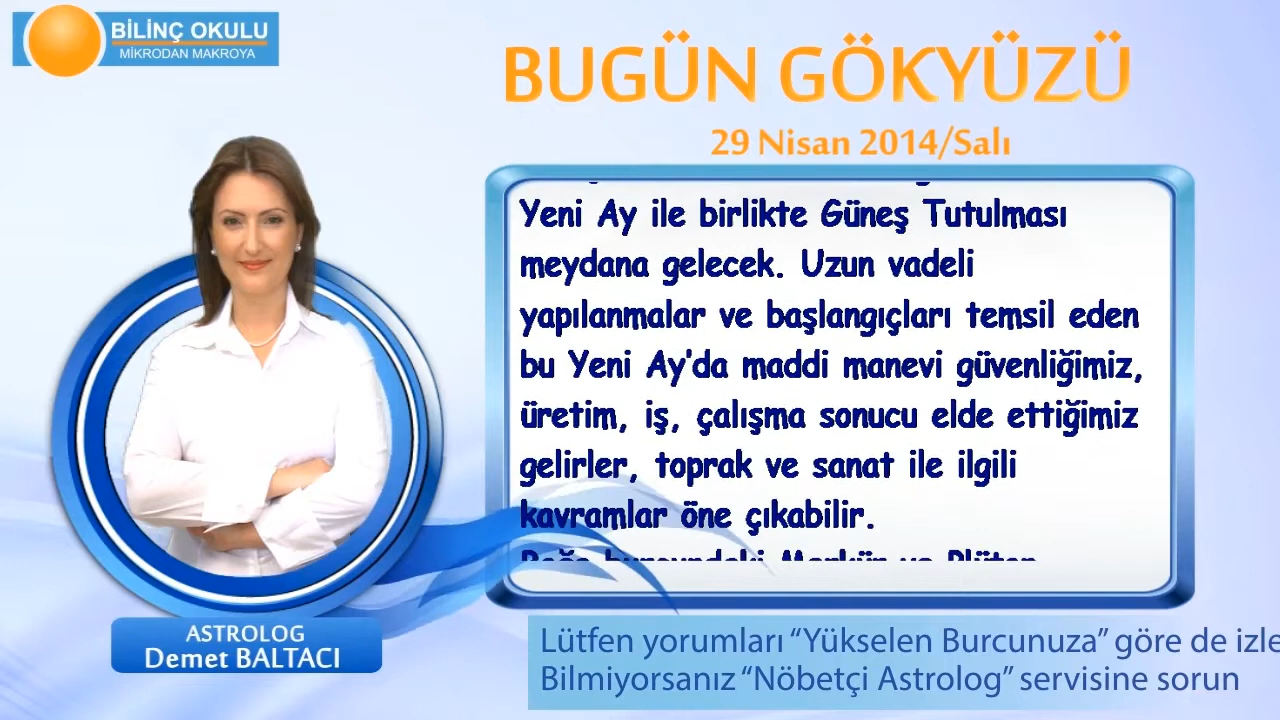 BİLİNÇ OKULU
MİKRODAN MAKROYA
BUGÜN GÖKYÜZÜ
29 Nisan 2014/Salı
Yeni Ay ile birlikte Güneş Tutulması
meydana gelecek. Uzun vadeli
yapılanmalar ve başlangıçları temsil eden
bu Yeni Ay'da maddi manevi güvenliğimiz,
üretim, iş, çalışma sonucu elde ettiğimiz
gelirler, toprak ve sanat ile ilgili
kavramlar öne çıkabilir.
ASTROLOG
Demet BALTACI
Lütfen yorumları “Yükselen Burcunuza” göre de izle
Bilmiyorsanız “Nöbetçi Astrolog” servisine sorun